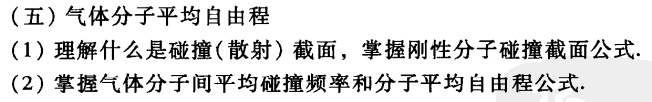 (五)气体分子平均自由程
(1)理解什么是碰撞(散射)截面，掌握刚性分子碰撞截面公式.
(2)掌握气体分子间平均碰撞频率和分子平均自由程公式.